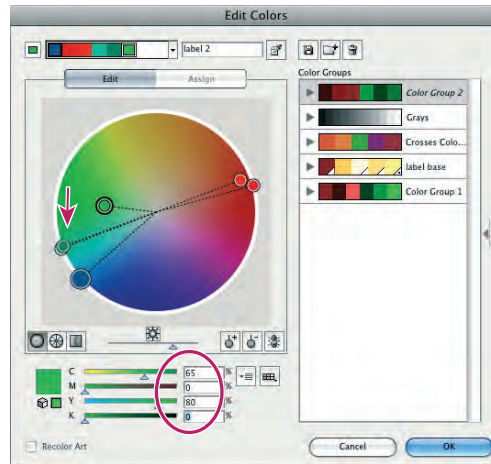 Edit Colors
label 2
Edit
Assign
Color Groups
Color Group 2
Grays
Crosses Colo...
label base
Color Group 1
C 65 %
M 0 %
Y 80 %
K 0 %
Recolor Art
Cancel
OK